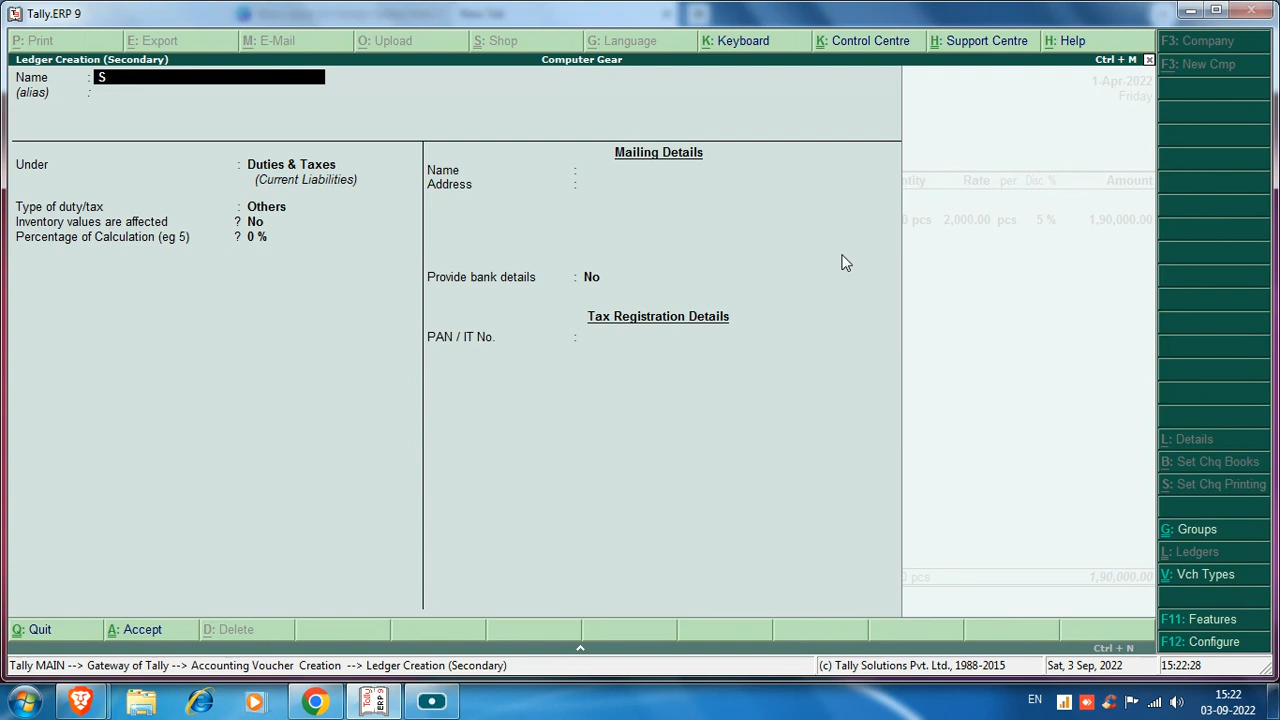 Tally.ERP 9
P: Print E: Export M: E-Mail O: Upload S: Shop G: Language K: Keyboard K: Control Centre H: Support Centre H: Help
Ledger Creation (Secondary) Computer Gear Ctrl + M
Name : S
(alias) :
Under : Duties & Taxes
(Current Liabilities)
Type of duty/tax : Others
Inventory values are affected ? No
Percentage of Calculation (eg 5) ? 0 %
Mailing Details
Name :
Address :
Provide bank details : No
Tax Registration Details
PAN / IT No. :
1-Apr-2022
Friday
Rate per Disc. % Amount
0 pcs 2,000.00 pcs 5 % 1,90,000.00
0 pcs 1,90,000.00
F3: Company
F3: New Cmp
L: Details
B: Set Chq Books
S: Set Chq Printing
G: Groups
L: Ledgers
V: Vch Types
F11: Features
F12: Configure
Q: Quit A: Accept D: Delete
Ctrl + N
Tally MAIN --> Gateway of Tally --> Accounting Voucher Creation --> Ledger Creation (Secondary) (c) Tally Solutions Pvt. Ltd., 1988-2015 Sat, 3 Sep, 2022 15:22:28
EN 15:22
03-09-2022